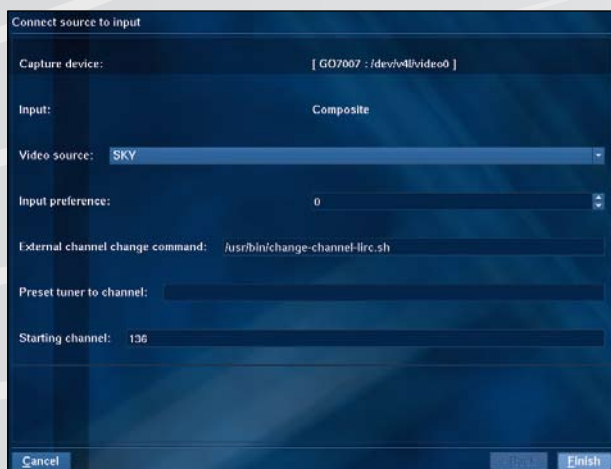 Connect source to input
Capture device: [ GO7007 : /dev/v4l/video0 ]
Input: Composite
Video source: SKY
Input preference: 0
External channel change command: /usr/bin/change-channel-lirc.sh
Preset tuner to channel:
Starting channel: 136
Cancel Back Finish